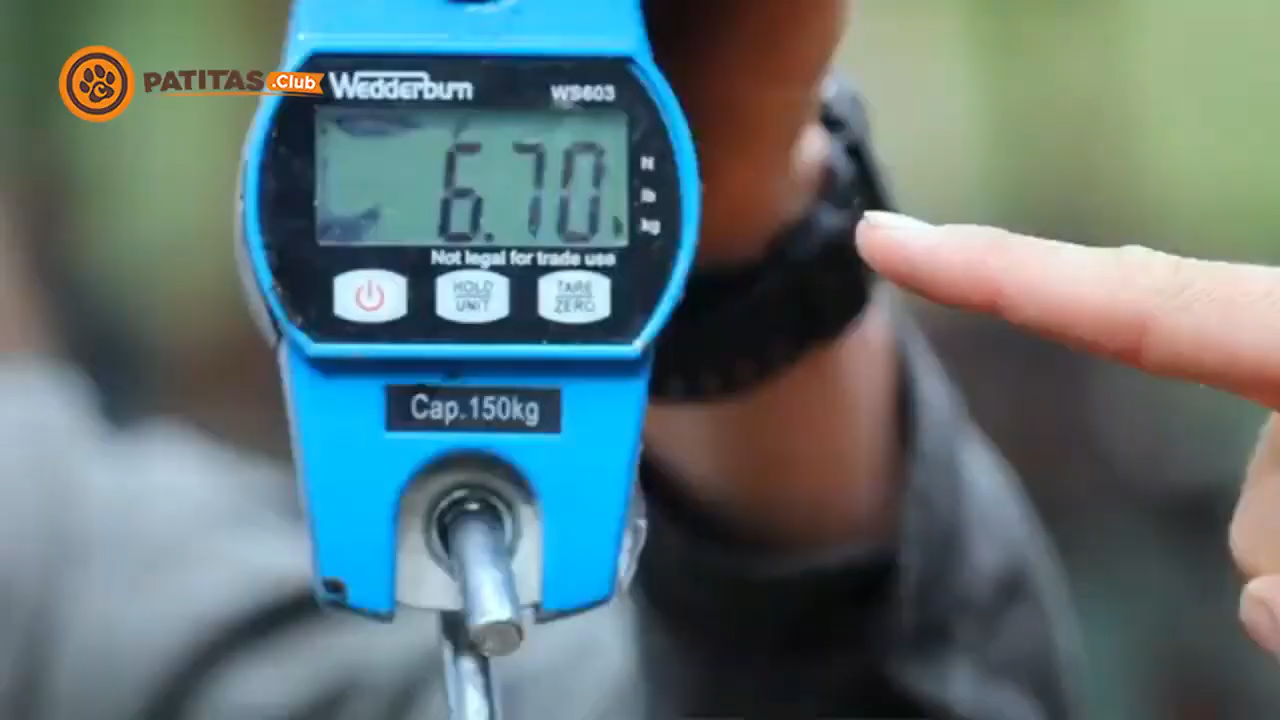 PATITAS.Club
Wedderburn
WS603
6.70
N
lb
kg
Not legal for trade use
HOLD
UNIT
TARE
ZERO
Cap.150kg